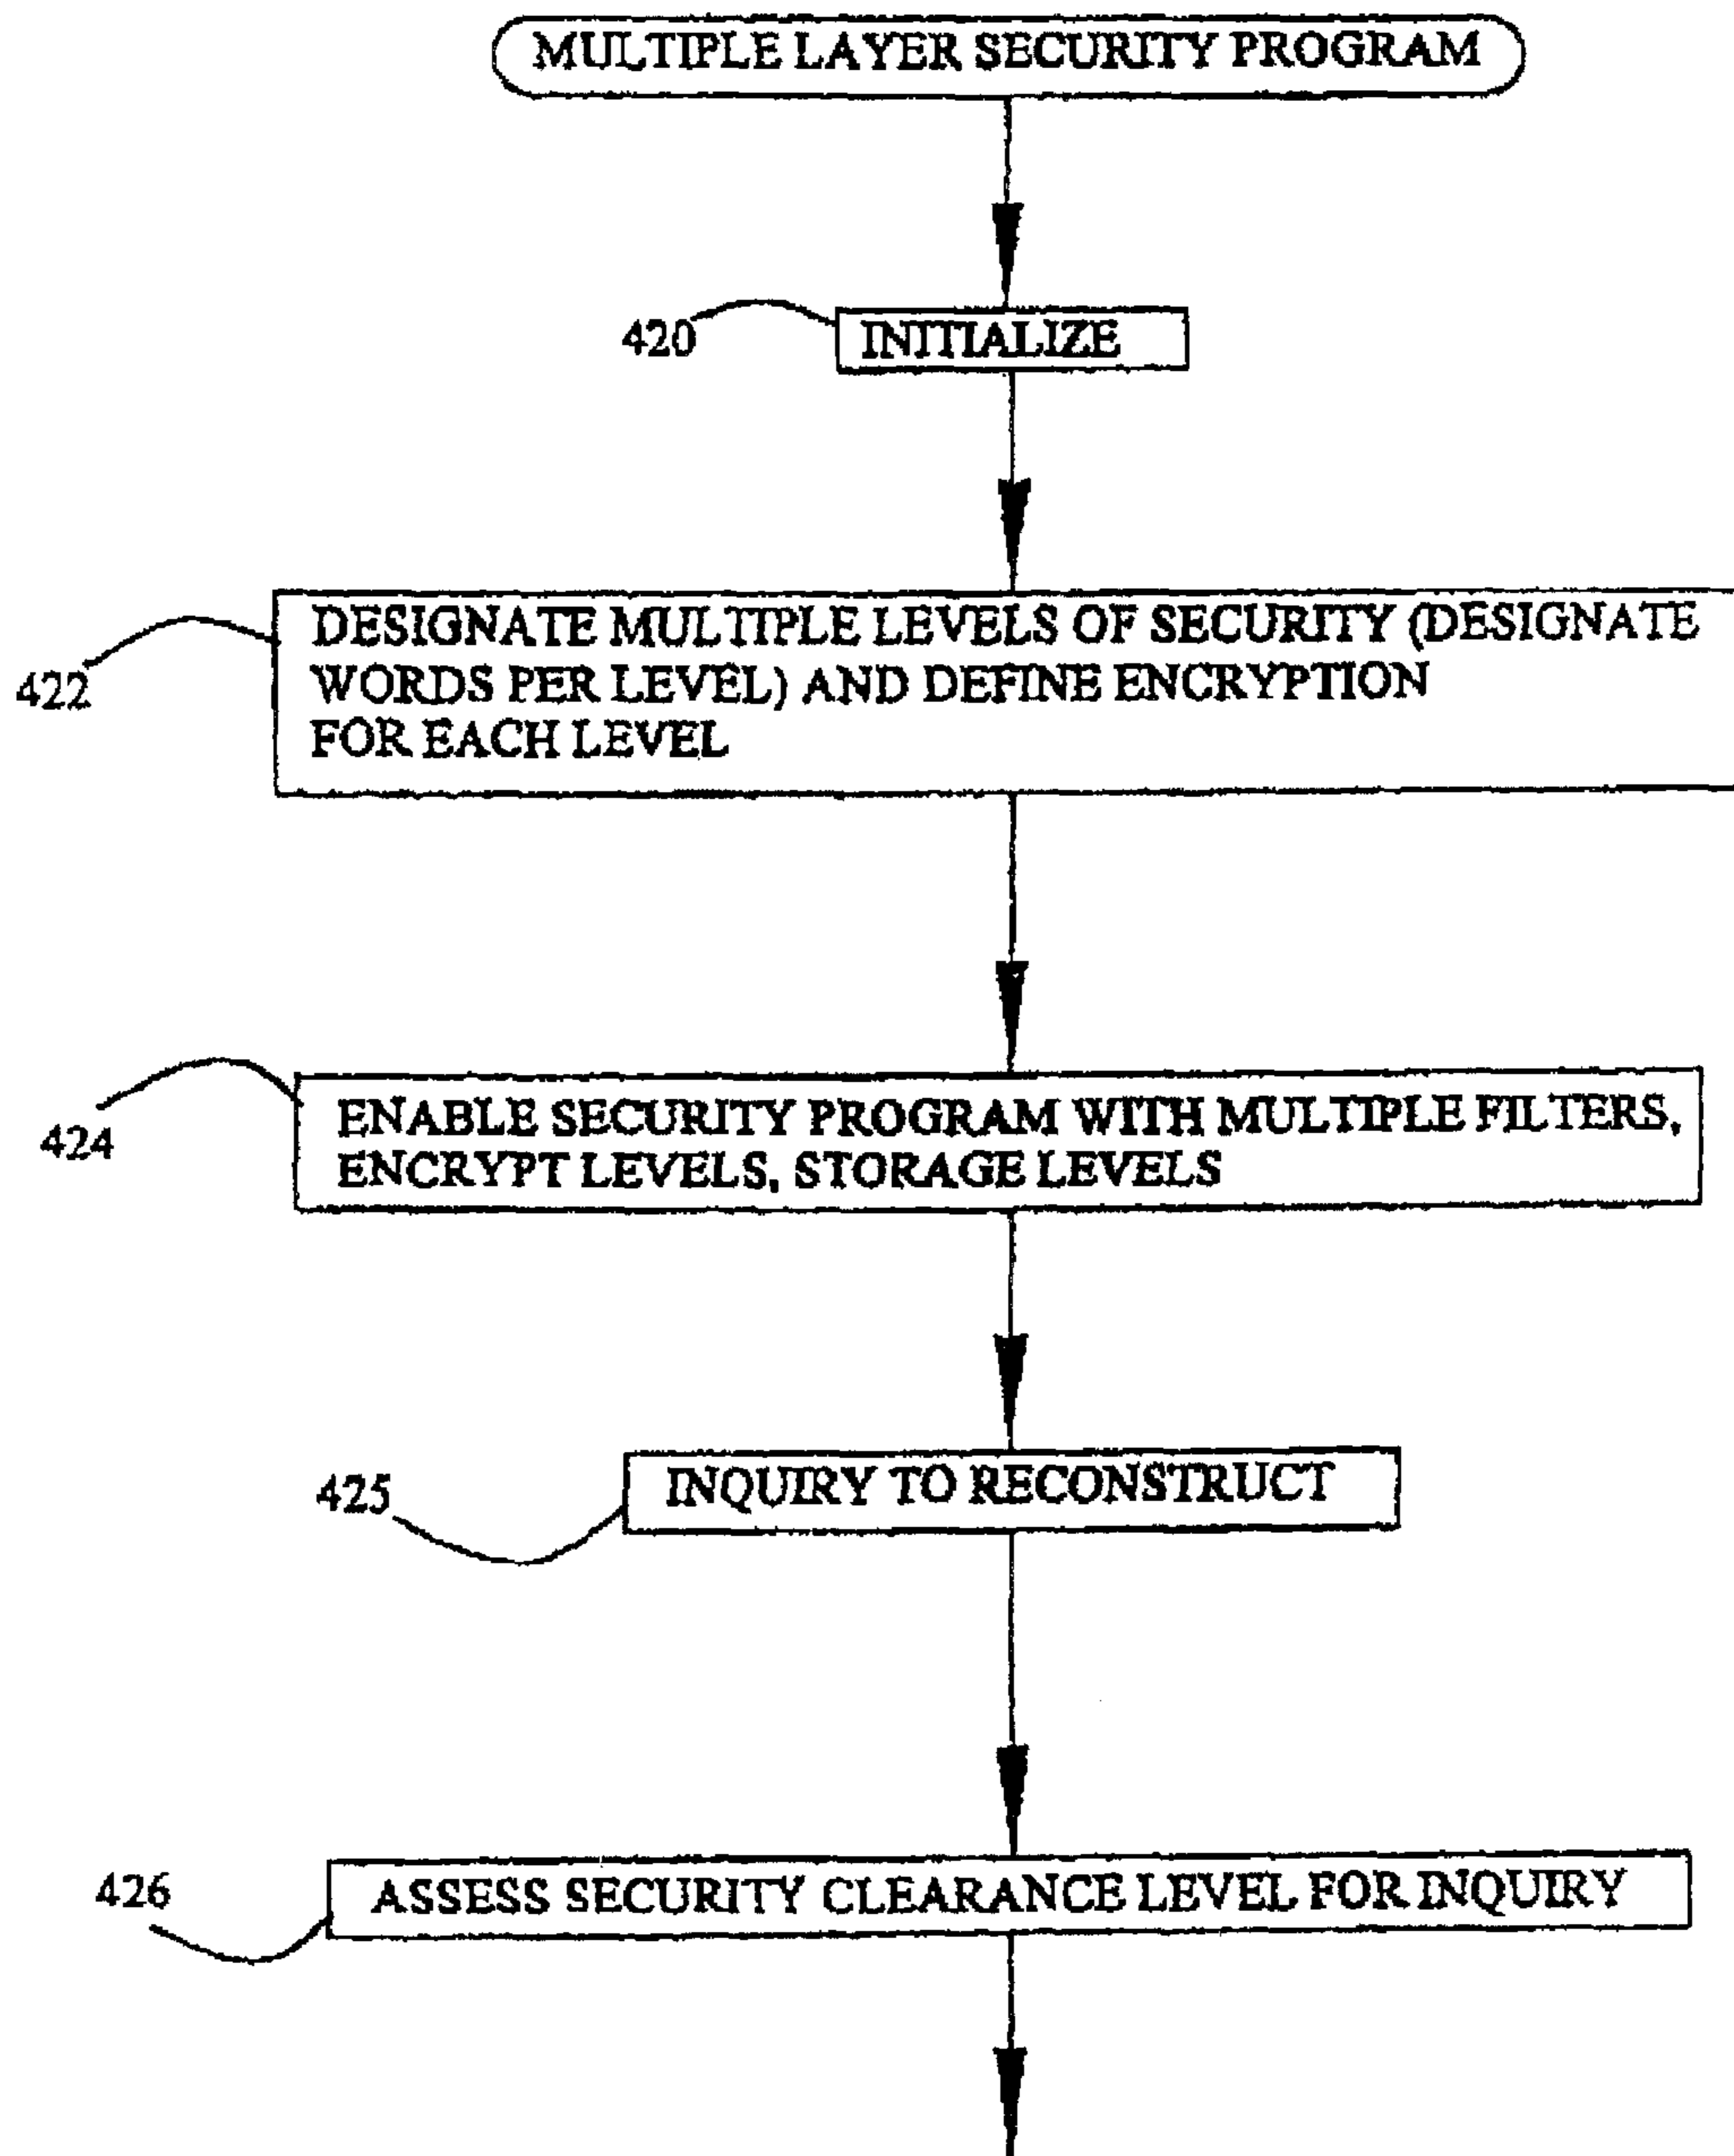 MULTIPLE LAYER SECURITY PROGRAM
420
INITIALIZE
422
DESIGNATE MULTIPLE LEVELS OF SECURITY (DESIGNATE
WORDS PER LEVEL) AND DEFINE ENCRYPTION
FOR EACH LEVEL
424
ENABLE SECURITY PROGRAM WITH MULTIPLE FILTERS,
ENCRYPT LEVELS, STORAGE LEVELS
425
INQUIRY TO RECONSTRUCT
426
ASSESS SECURITY CLEARANCE LEVEL FOR INQUIRY